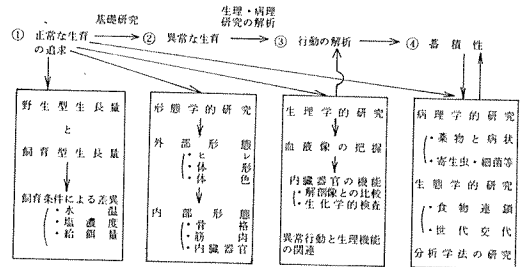 基礎研究
生理・病理
研究の解析
① 正常な生育
の追求
② 異常な生育
③ 行動の解析
④ 蓄積性
野生型生長量
と
飼育型生長量
飼育条件による差異
・水温
・塩濃度
・給餌量
形態学的研究
外部形態
・ヒレ
・体形
・体色
内部形態
・骨格
・筋肉
・内臓器官
生理学的研究
血液像の把握
内臓器官の機能
・解剖像との比較
・生化学的検査
異常行動と生理機能
の関連
病理学的研究
・薬物と病状
・寄生虫・細菌等
生態学的研究
・食物連鎖
・世代交代
分析学法の研究